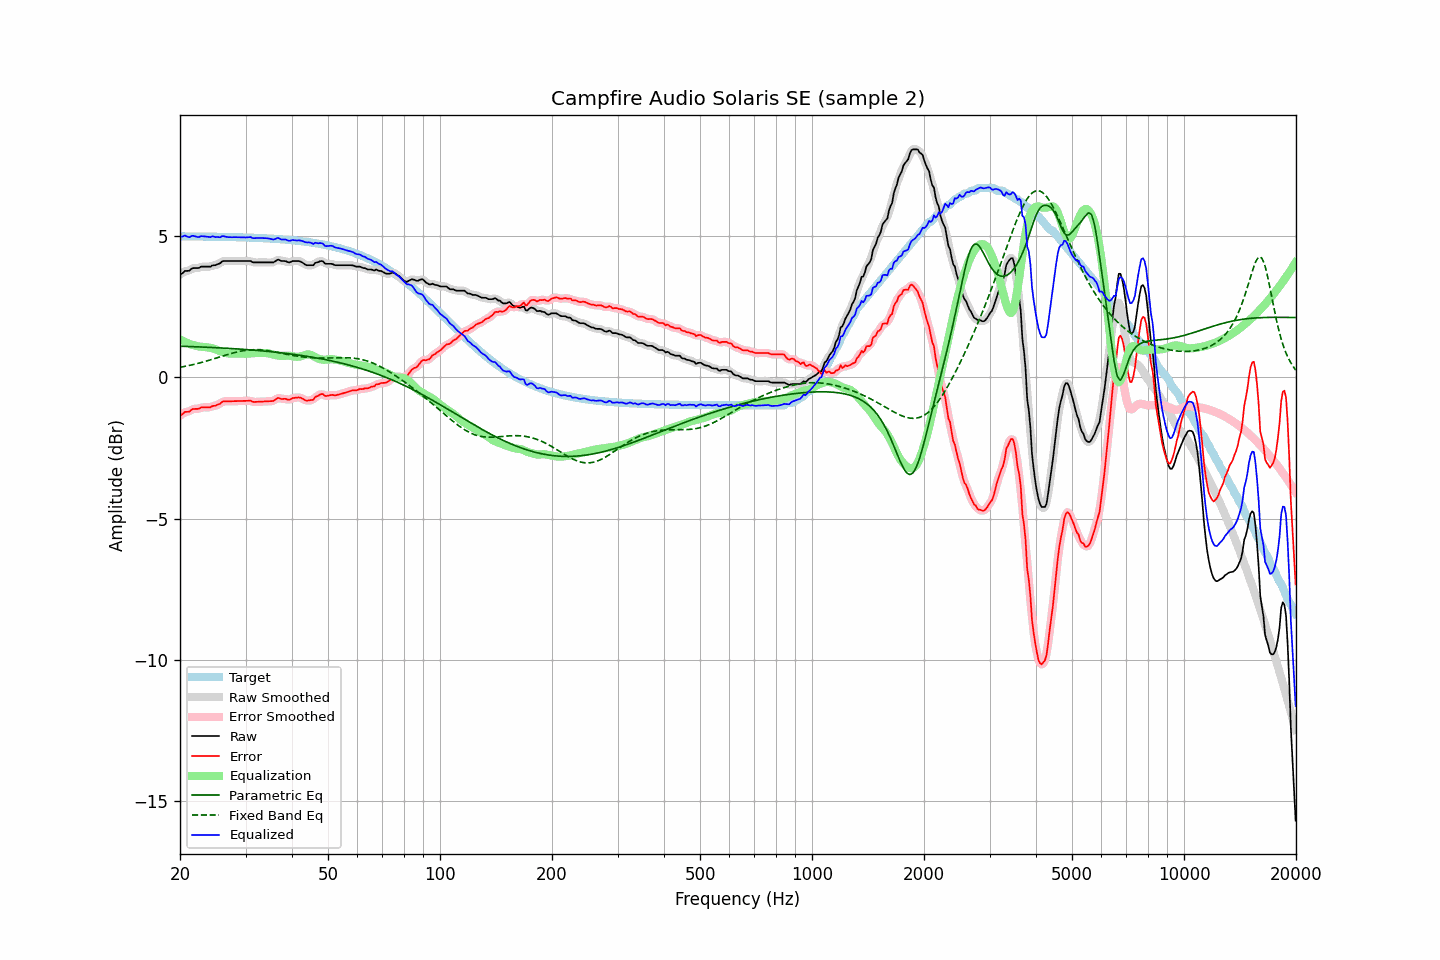 Campfire Audio Solaris SE (sample 2)
Amplitude (dBr)
5
0
−5
−10
−15
Target
Raw Smoothed
Error Smoothed
Raw
Error
Equalization
Parametric Eq
Fixed Band Eq
Equalized
20 50 100 200 500 1000 2000 5000 10000 20000
Frequency (Hz)